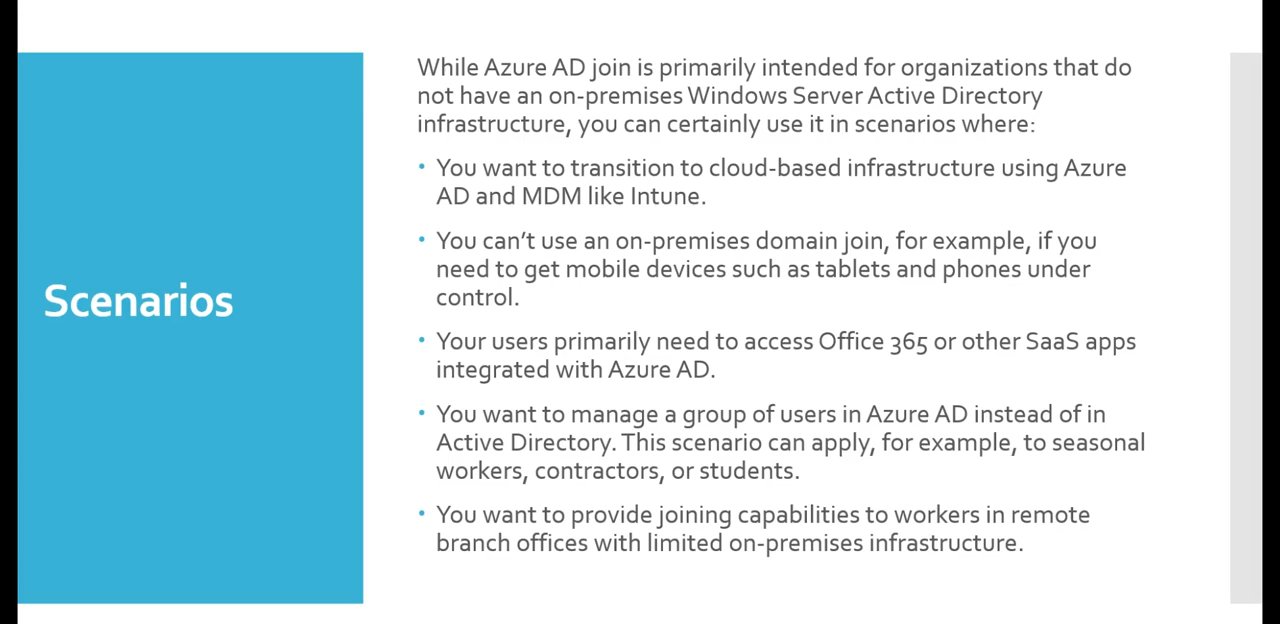 Scenarios
While Azure AD join is primarily intended for organizations that do
not have an on-premises Windows Server Active Directory
infrastructure, you can certainly use it in scenarios where:
• You want to transition to cloud-based infrastructure using Azure
AD and MDM like Intune.
• You can't use an on-premises domain join, for example, if you
need to get mobile devices such as tablets and phones under
control.
• Your users primarily need to access Office 365 or other SaaS apps
integrated with Azure AD.
• You want to manage a group of users in Azure AD instead of in
Active Directory. This scenario can apply, for example, to seasonal
workers, contractors, or students.
• You want to provide joining capabilities to workers in remote
branch offices with limited on-premises infrastructure.